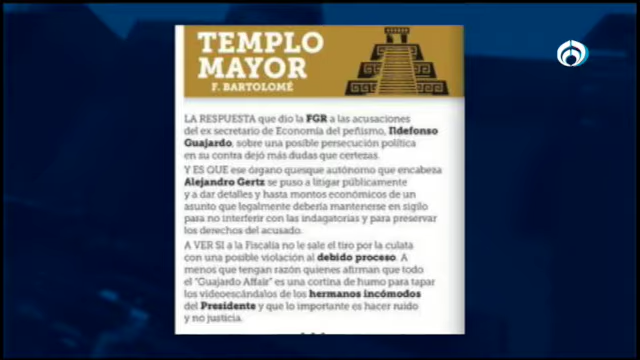 TEMPLO
MAYOR
F. BARTOLOMÉ
LA RESPUESTA que dio la FGR a las acusaciones
del ex secretario de Economía del peñismo, Ildefonso
Guajardo, sobre una posible persecución política
en su contra dejó más dudas que certezas.
Y ES QUE ese órgano quesque autónomo que encabeza
Alejandro Gertz se puso a litigar públicamente
y a dar detalles y hasta montos económicos de un
asunto que legalmente debería mantenerse en sigilo
para no interferir con las indagatorias y para preservar
los derechos del acusado.
A VER SI a la Fiscalía no le sale el tiro por la culata
con una posible violación al debido proceso. A
menos que tengan razón quienes afirman que todo
el "Guajardo Affair" es una cortina de humo para tapar
los videoescándalos de los hermanos incómodos
del Presidente y que lo importante es hacer ruido
y no justicia.